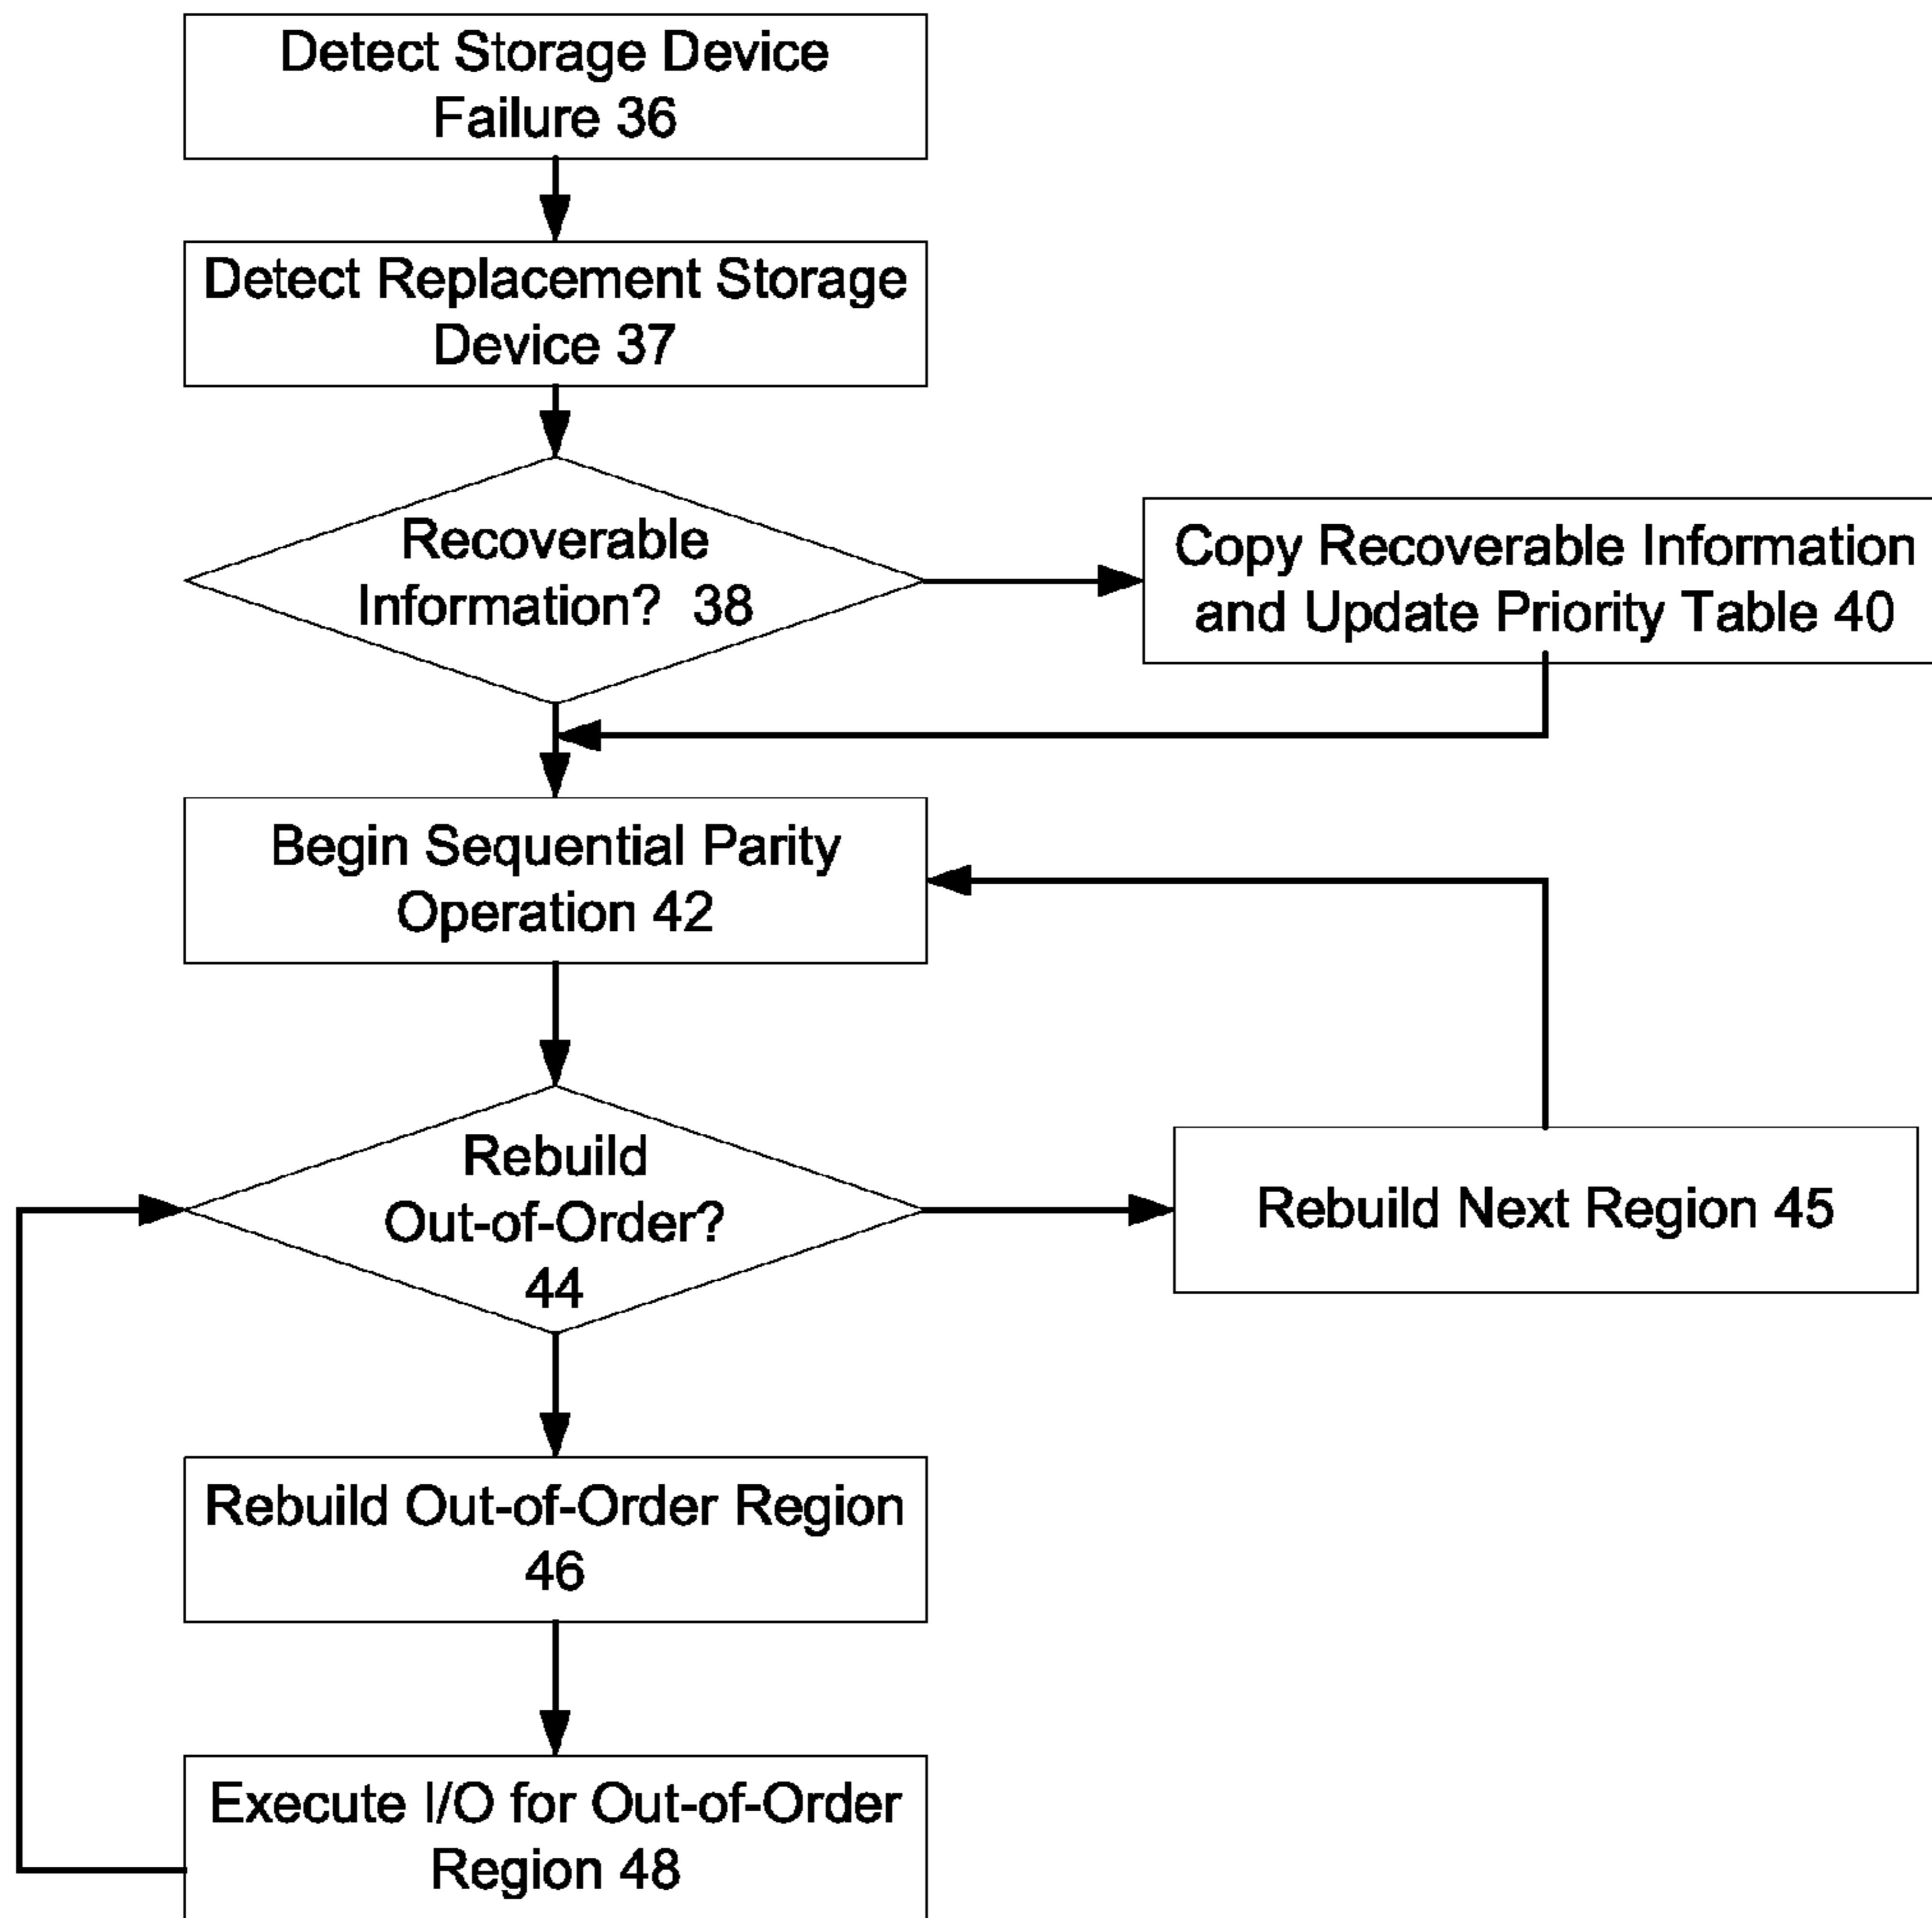 Detect Storage Device
Failure 36
Detect Replacement Storage
Device 37
Recoverable
Information? 38
Copy Recoverable Information
and Update Priority Table 40
Begin Sequential Parity
Operation 42
Rebuild
Out-of-Order?
44
Rebuild Next Region 45
Rebuild Out-of-Order Region
46
Execute I/O for Out-of-Order
Region 48